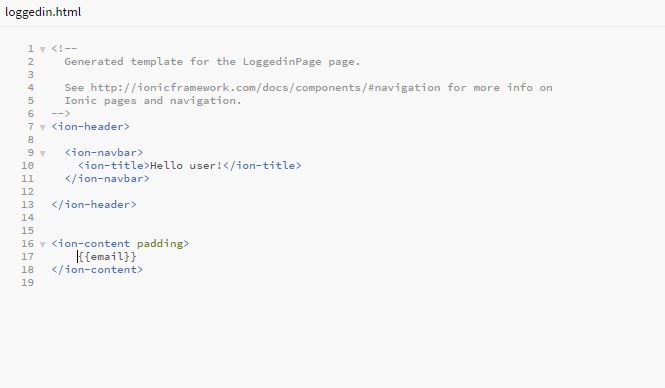 loggedin.html
1 <!--
2   Generated template for the LoggedinPage page.
3
4   See http://ionicframework.com/docs/components/#navigation for more info on
5   Ionic pages and navigation.
6 -->
7 <ion-header>
8
9   <ion-navbar>
10     <ion-title>Hello user!</ion-title>
11   </ion-navbar>
12
13 </ion-header>
14
15
16 <ion-content padding>
17     {{email}}
18 </ion-content>
19